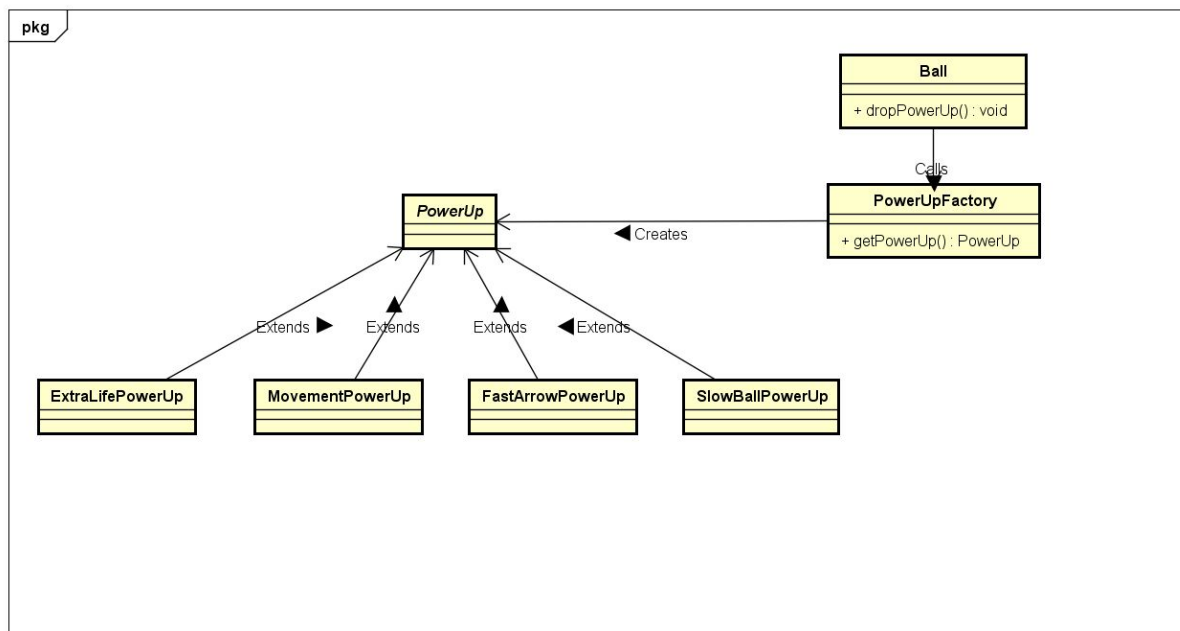 pkg
Ball
+ dropPowerUp() : void
Calls
PowerUpFactory
+ getPowerUp() : PowerUp
PowerUp
Creates
Extends
Extends
Extends
Extends
ExtraLifePowerUp
MovementPowerUp
FastArrowPowerUp
SlowBallPowerUp